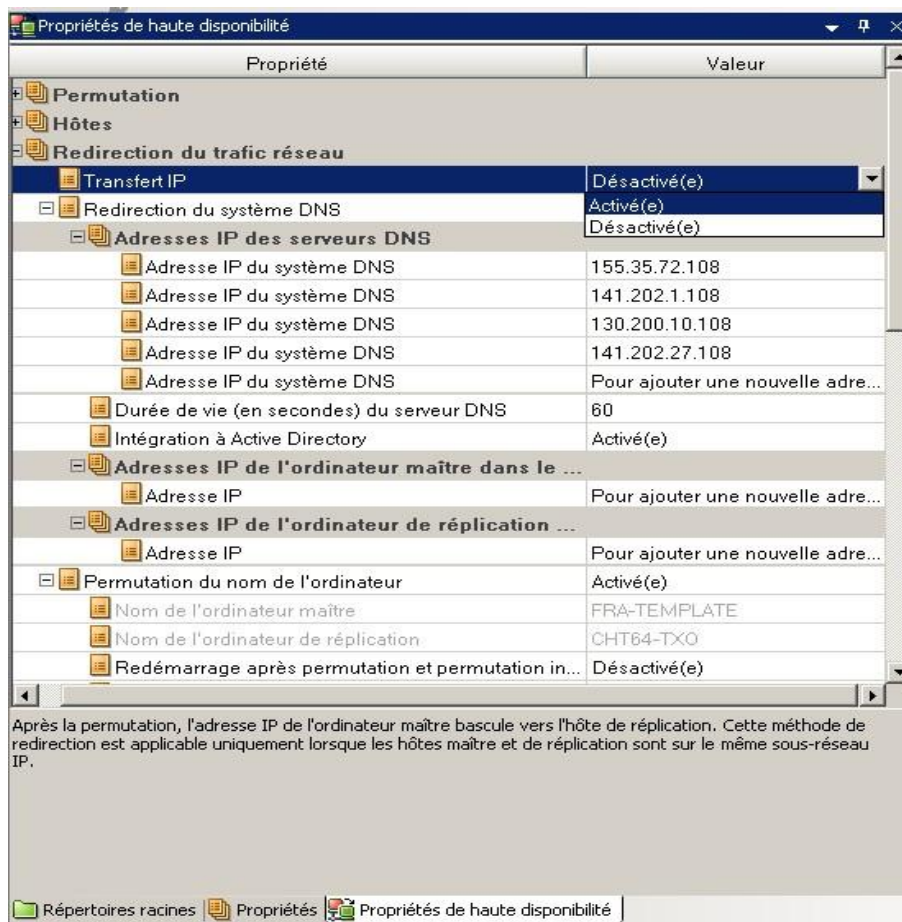 Propriétés de haute disponibilité
Propriété Valeur
Permutation
Hôtes
Redirection du trafic réseau
Transfert IP Désactivé(e)
Activé(e)
Désactivé(e)
Redirection du système DNS
Adresses IP des serveurs DNS
Adresse IP du système DNS 155.35.72.108
Adresse IP du système DNS 141.202.1.108
Adresse IP du système DNS 130.200.10.108
Adresse IP du système DNS 141.202.27.108
Adresse IP du système DNS Pour ajouter une nouvelle adre...
Durée de vie (en secondes) du serveur DNS 60
Intégration à Active Directory Activé(e)
Adresses IP de l'ordinateur maître dans le ...
Adresse IP Pour ajouter une nouvelle adre...
Adresses IP de l'ordinateur de réplication ...
Adresse IP Pour ajouter une nouvelle adre...
Permutation du nom de l'ordinateur Activé(e)
Nom de l'ordinateur maître FRA-TEMPLATE
Nom de l'ordinateur de réplication CHT64-TXO
Redémarrage après permutation et permutation in... Désactivé(e)
Après la permutation, l'adresse IP de l'ordinateur maître bascule vers l'hôte de réplication. Cette méthode de
redirection est applicable uniquement lorsque les hôtes maître et de réplication sont sur le même sous-réseau
IP.
Répertoires racines Propriétés Propriétés de haute disponibilité